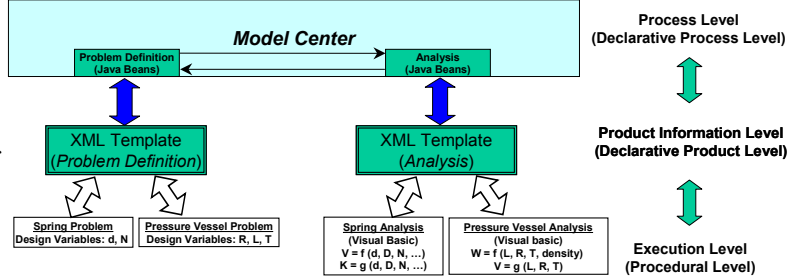 Model Center
Problem Definition
(Java Beans)
Analysis
(Java Beans)
Process Level
(Declarative Process Level)
XML Template
(Problem Definition)
XML Template
(Analysis)
Product Information Level
(Declarative Product Level)
Spring Problem
Design Variables: d, N
Pressure Vessel Problem
Design Variables: R, L, T
Spring Analysis
(Visual Basic)
V = f (d, D, N, ...)
K = g (d, D, N, ...)
Pressure Vessel Analysis
(Visual basic)
W = f (L, R, T, density)
V = g (L, R, T)
Execution Level
(Procedural Level)